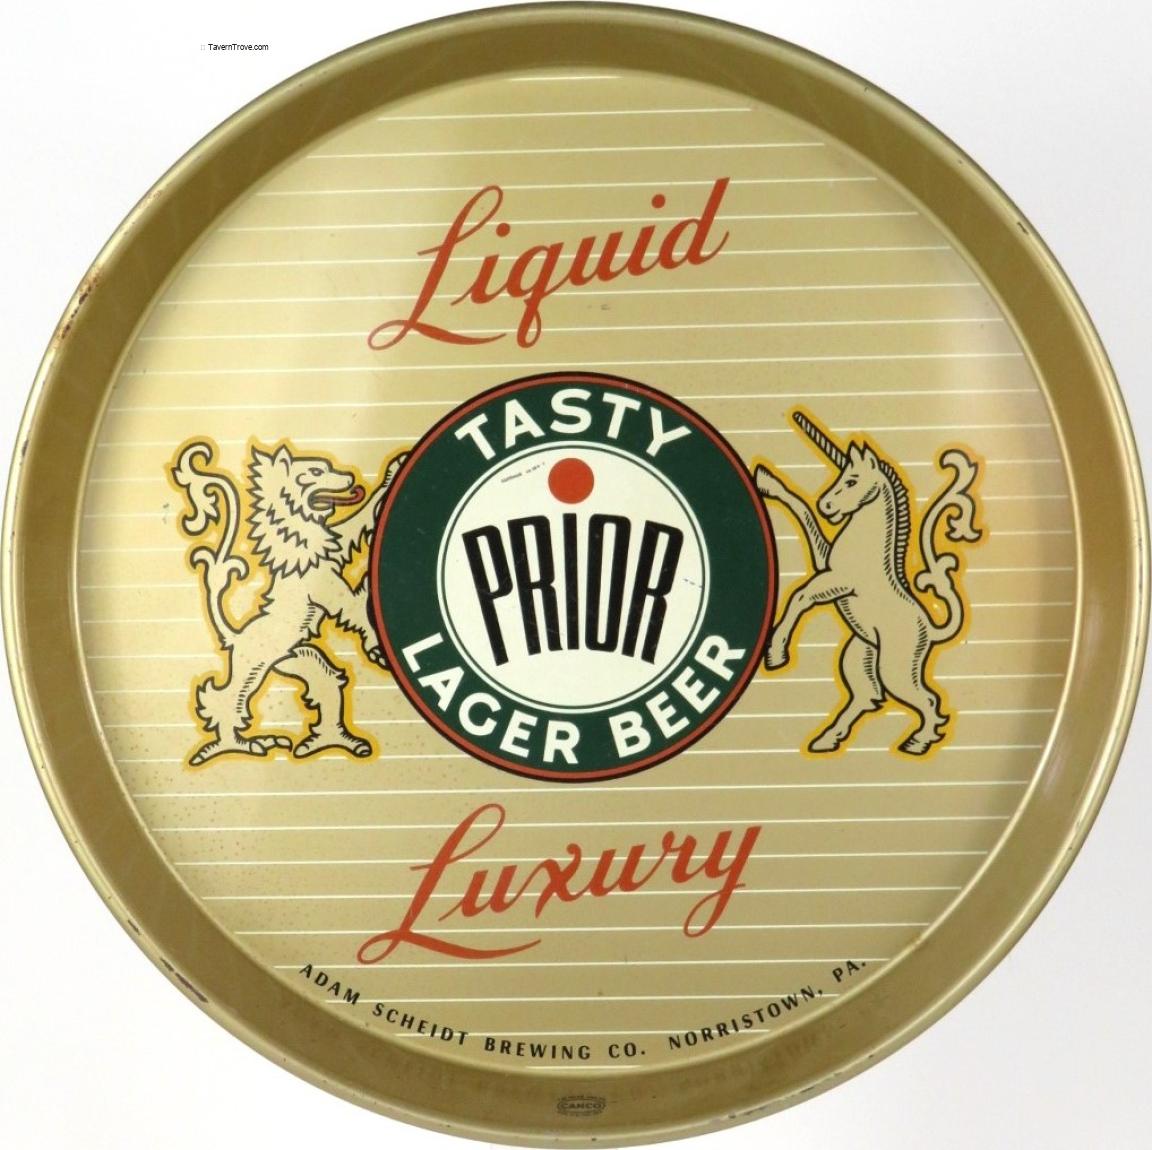 TavernTrove.com
Liquid
TASTY
PRIOR
LAGER BEER
Luxury
ADAM SCHEIDT BREWING CO. NORRISTOWN, PA.
CANCO